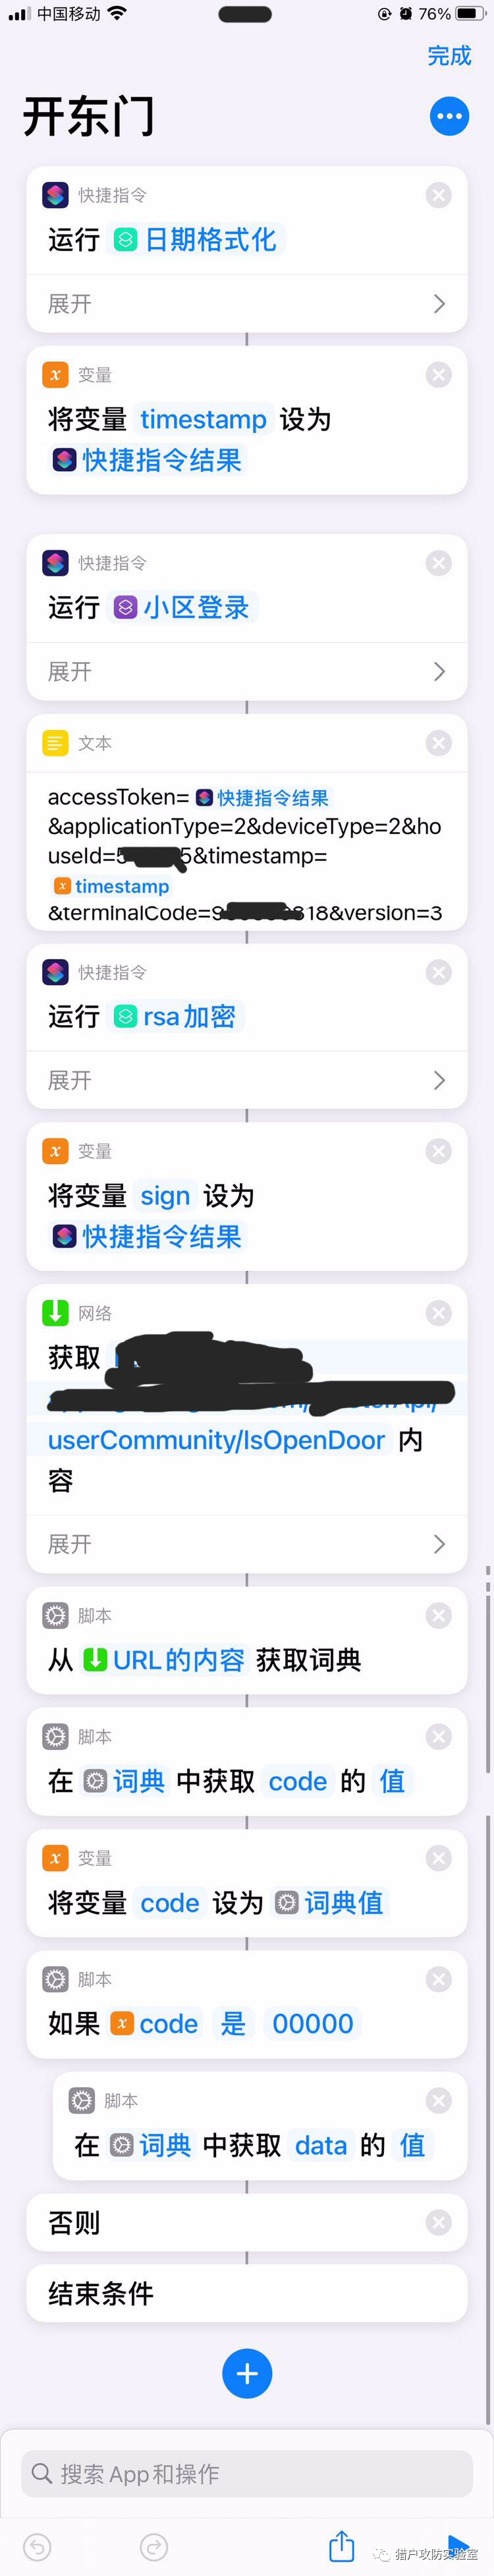 中国移动 76%
完成
开东门
快捷指令
运行 日期格式化
展开
变量
将变量 timestamp 设为
快捷指令结果
快捷指令
运行 小区登录
展开
文本
accessToken= 快捷指令结果
&applicationType=2&deviceType=2&ho
useId= 5&timestamp=
timestamp
&terminalCode=9 318&version=3
快捷指令
运行 rsa加密
展开
变量
将变量 sign 设为
快捷指令结果
网络
获取
userCommunity/IsOpenDoor 内
容
展开
脚本
从 URL的内容 获取词典
脚本
在 词典 中获取 code 的 值
变量
将变量 code 设为 词典值
脚本
如果 code 是 00000
脚本
在 词典 中获取 data 的 值
否则
结束条件
搜索 App 和操作
猎户攻防实验室